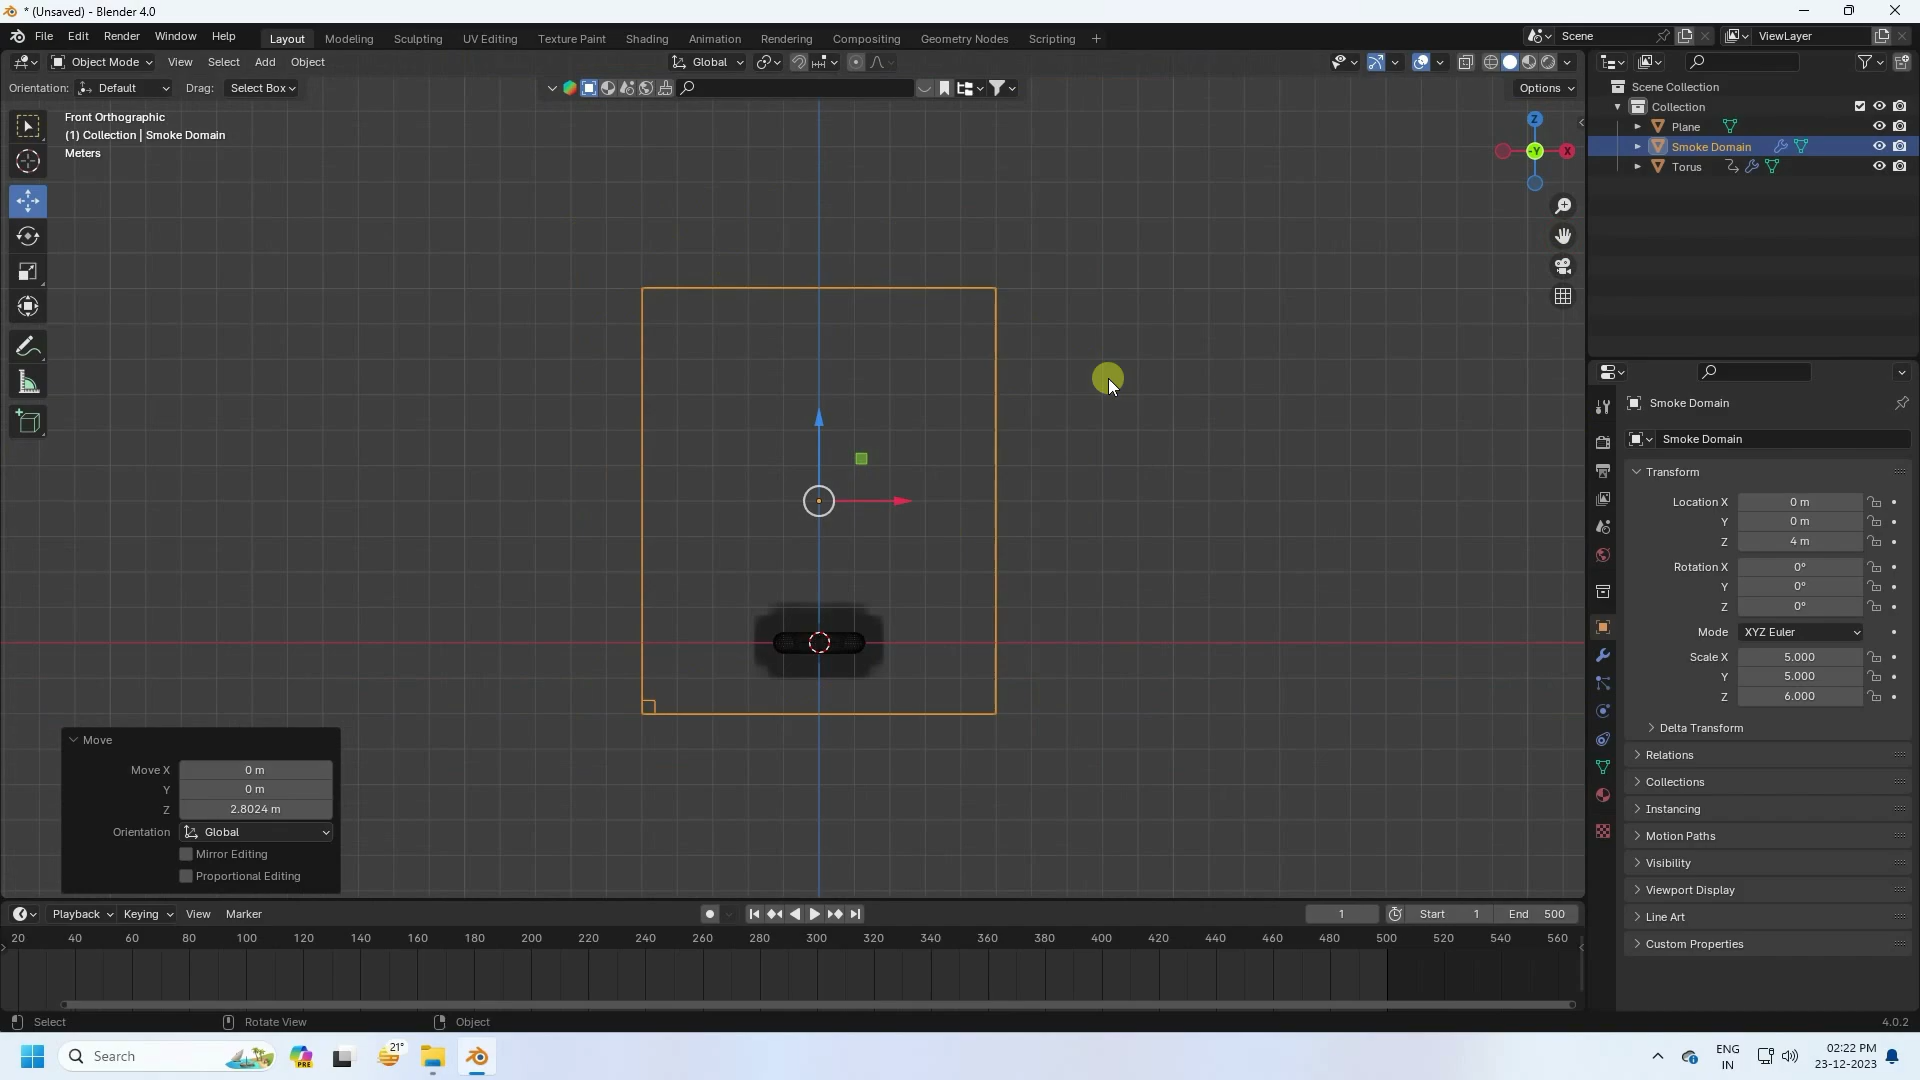 * (Unsaved) - Blender 4.0
File Edit Render Window Help
Layout Modeling Sculpting UV Editing Texture Paint Shading Animation Rendering Compositing Geometry Nodes Scripting +
Scene
ViewLayer
Object Mode View Select Add Object
Global
Orientation: Default Drag: Select Box
Options
Front Orthographic
(1) Collection | Smoke Domain
Meters
Z
-Y
X
Scene Collection
Collection
Plane
Smoke Domain
Torus
Smoke Domain
Smoke Domain
Transform
Location X 0 m
Y 0 m
Z 4 m
Rotation X 0°
Y 0°
Z 0°
Mode XYZ Euler
Scale X 5.000
Y 5.000
Z 6.000
Delta Transform
Relations
Collections
Instancing
Motion Paths
Visibility
Viewport Display
Line Art
Custom Properties
Move
Move X 0 m
Y 0 m
Z 2.8024 m
Orientation Global
Mirror Editing
Proportional Editing
Playback Keying View Marker
1
Start 1 End 500
20 40 60 80 100 120 140 160 180 200 220 240 260 280 300 320 340 360 380 400 420 440 460 480 500 520 540 560
Select Rotate View Object
4.0.2
Search
PRE
21°
ENG
IN
02:22 PM
23-12-2023